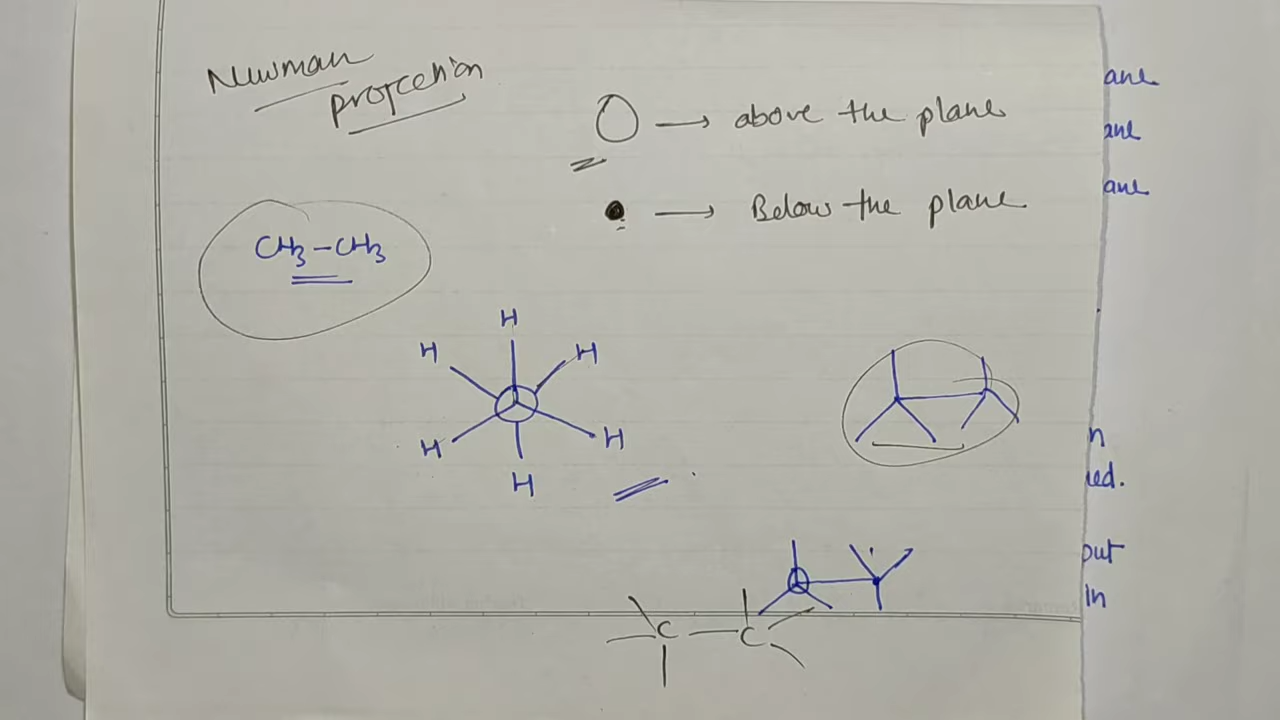 Newman
projection
○ → above the plane
● → Below the plane
CH3-CH3
H
H H
H H
H
C - C
ane
ane
ane
n
ed.
out
in